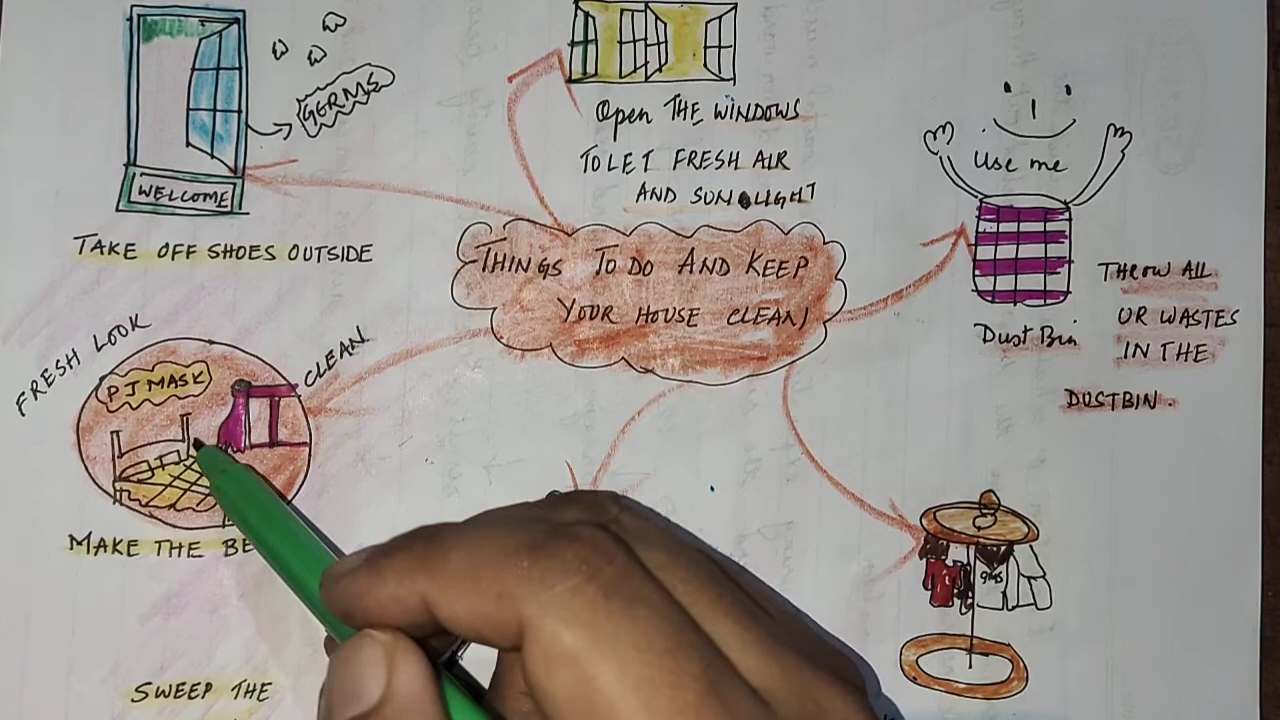 GERMS
WELCOME
TAKE OFF SHOES OUTSIDE
Open THE WINDOWS
TO LET FRESH AIR
AND SUNLIGHT
Use me
Dust Bin
THROW ALL
UR WASTES
IN THE
DUSTBIN.
THINGS TO DO AND KEEP
YOUR HOUSE CLEAN!
FRESH LOOK
CLEAN
PJ MASK
MAKE THE BE
SWEEP THE